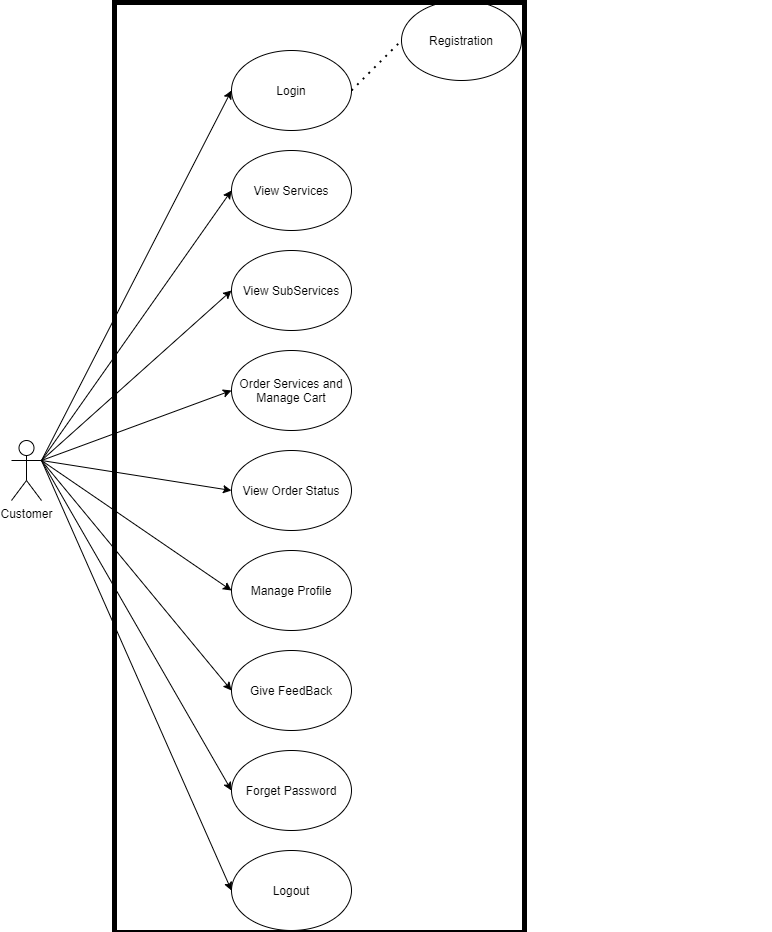 Registration
Login
View Services
View SubServices
Order Services and
Manage Cart
View Order Status
Customer
Manage Profile
Give FeedBack
Forget Password
Logout